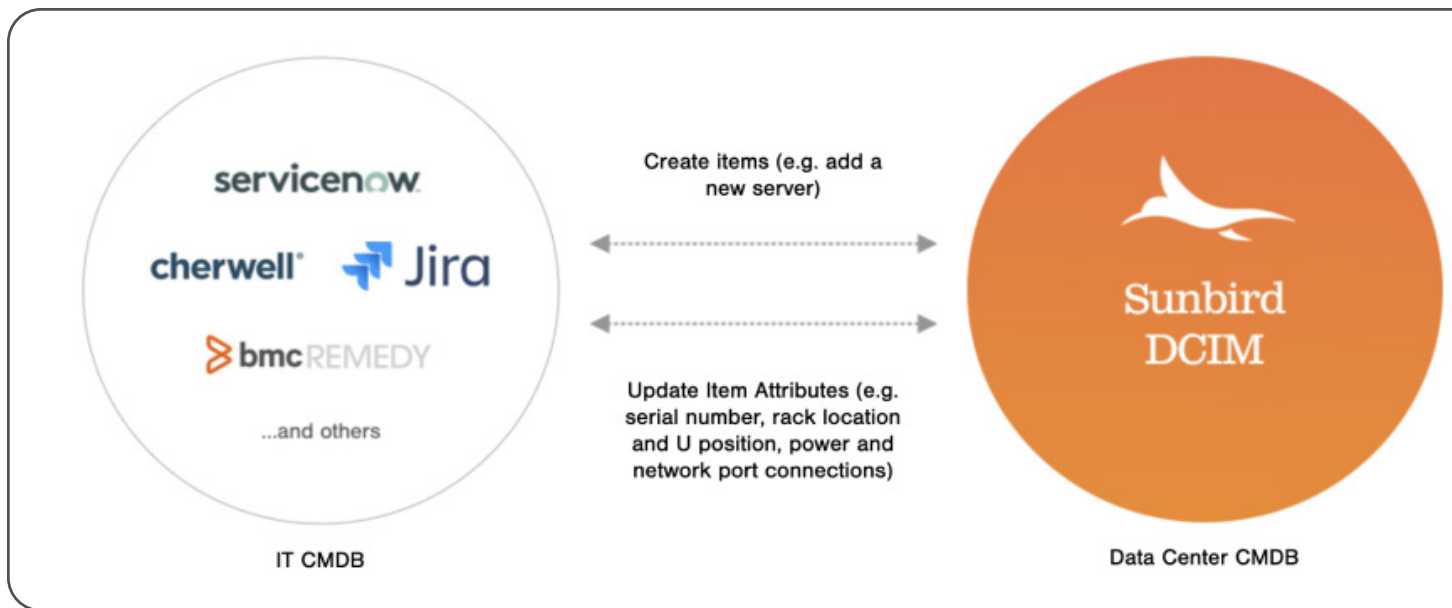 servicenow.
cherwell®
Jira
bmc REMEDY
...and others
IT CMDB
Create items (e.g. add a
new server)
Update Item Attributes (e.g.
serial number, rack location
and U position, power and
network port connections)
Sunbird
DCIM
Data Center CMDB